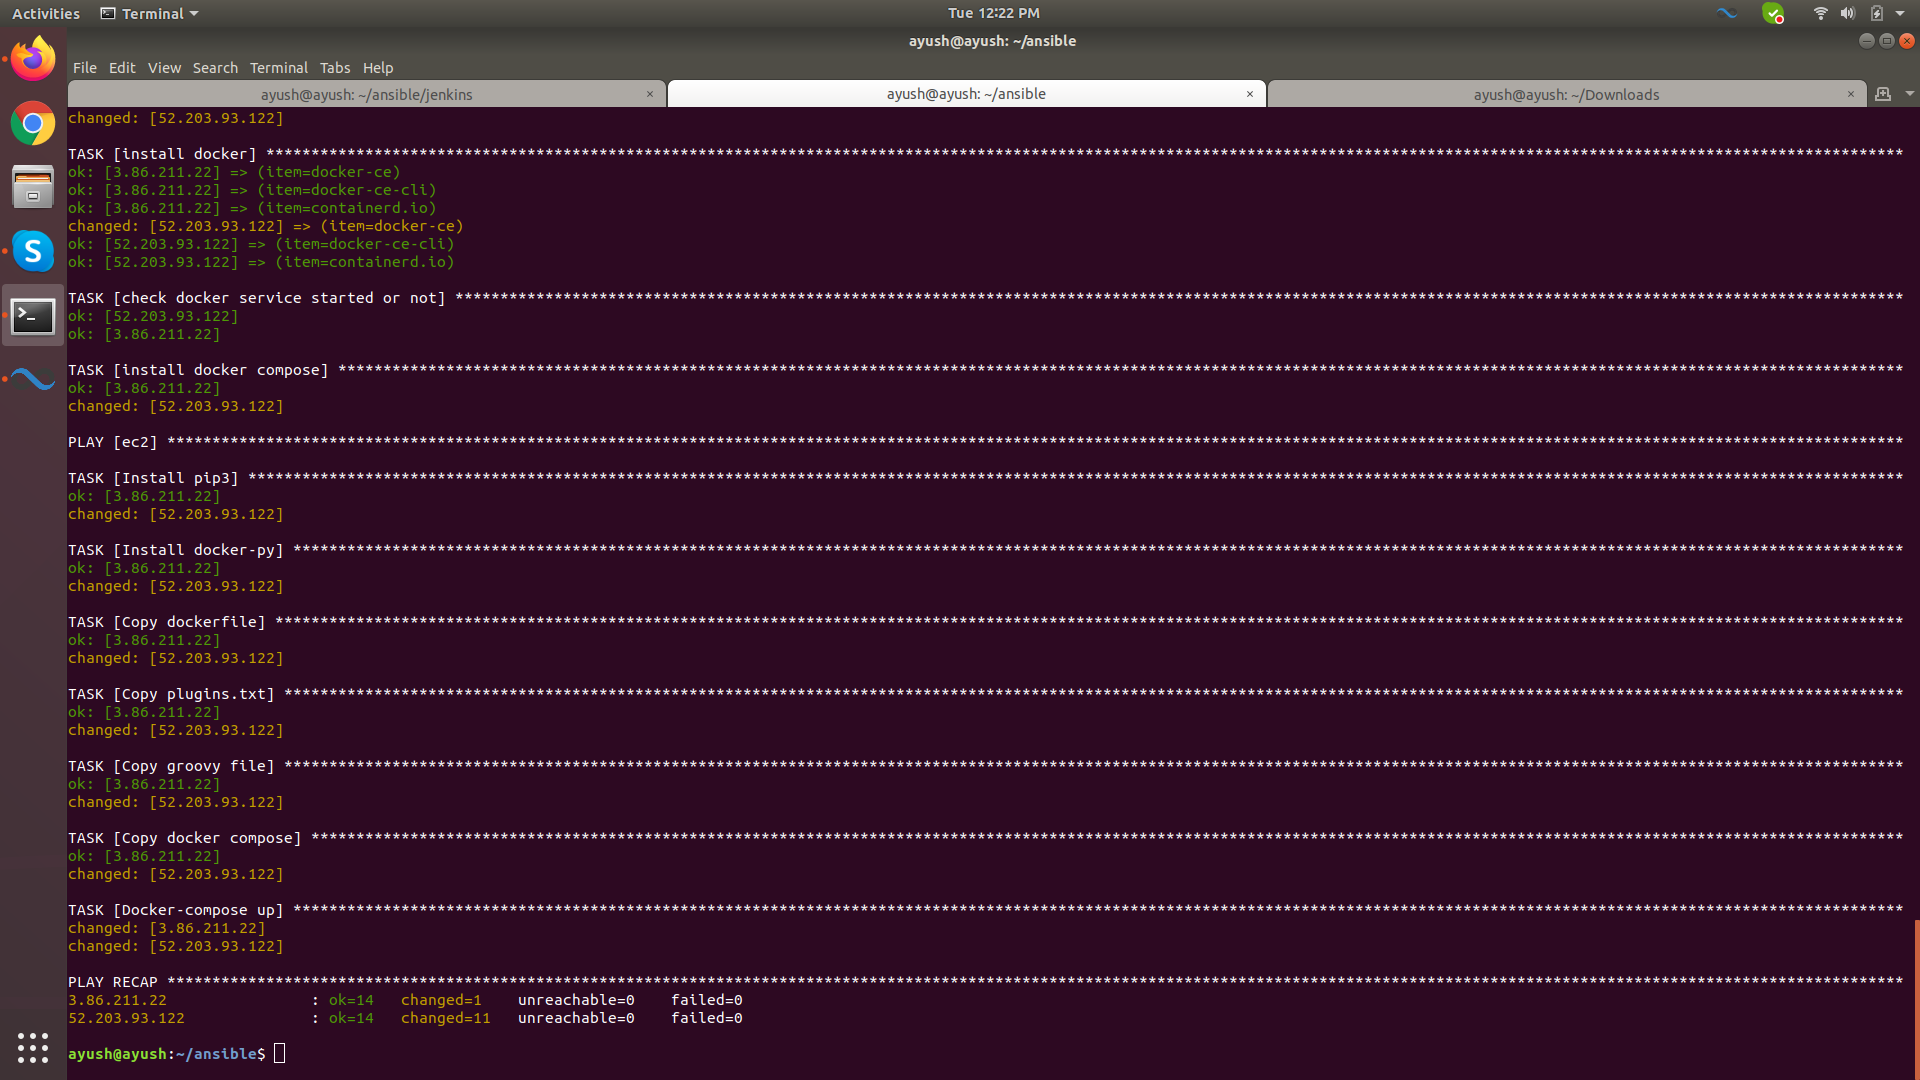 Activities Terminal Tue 12:22 PM
ayush@ayush: ~/ansible
File Edit View Search Terminal Tabs Help
ayush@ayush: ~/ansible/jenkins × ayush@ayush: ~/ansible × ayush@ayush: ~/Downloads ×
changed: [52.203.93.122]
TASK [install docker] ****************************************************************
ok: [3.86.211.22] => (item=docker-ce)
ok: [3.86.211.22] => (item=docker-ce-cli)
ok: [3.86.211.22] => (item=containerd.io)
changed: [52.203.93.122] => (item=docker-ce)
ok: [52.203.93.122] => (item=docker-ce-cli)
ok: [52.203.93.122] => (item=containerd.io)
TASK [check docker service started or not] ****************************************************************
ok: [52.203.93.122]
ok: [3.86.211.22]
TASK [install docker compose] ****************************************************************
ok: [3.86.211.22]
changed: [52.203.93.122]
PLAY [ec2] ****************************************************************
TASK [Install pip3] ****************************************************************
ok: [3.86.211.22]
changed: [52.203.93.122]
TASK [Install docker-py] ****************************************************************
ok: [3.86.211.22]
changed: [52.203.93.122]
TASK [Copy dockerfile] ****************************************************************
ok: [3.86.211.22]
changed: [52.203.93.122]
TASK [Copy plugins.txt] ****************************************************************
ok: [3.86.211.22]
changed: [52.203.93.122]
TASK [Copy groovy file] ****************************************************************
ok: [3.86.211.22]
changed: [52.203.93.122]
TASK [Copy docker compose] ****************************************************************
ok: [3.86.211.22]
changed: [52.203.93.122]
TASK [Docker-compose up] ****************************************************************
changed: [3.86.211.22]
changed: [52.203.93.122]
PLAY RECAP ****************************************************************
3.86.211.22 : ok=14 changed=1 unreachable=0 failed=0
52.203.93.122 : ok=14 changed=11 unreachable=0 failed=0
ayush@ayush:~/ansible$